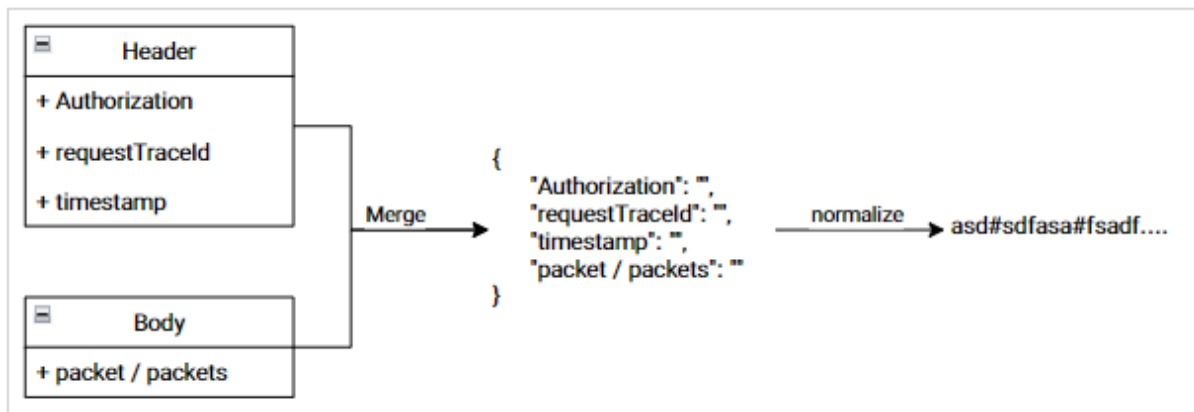 Header
+ Authorization
+ requestTraceId
+ timestamp
Body
+ packet / packets
Merge
{
"Authorization": "",
"requestTraceId": "",
"timestamp": "",
"packet / packets": ""
}
normalize
asd#sdfasa#fsadf....